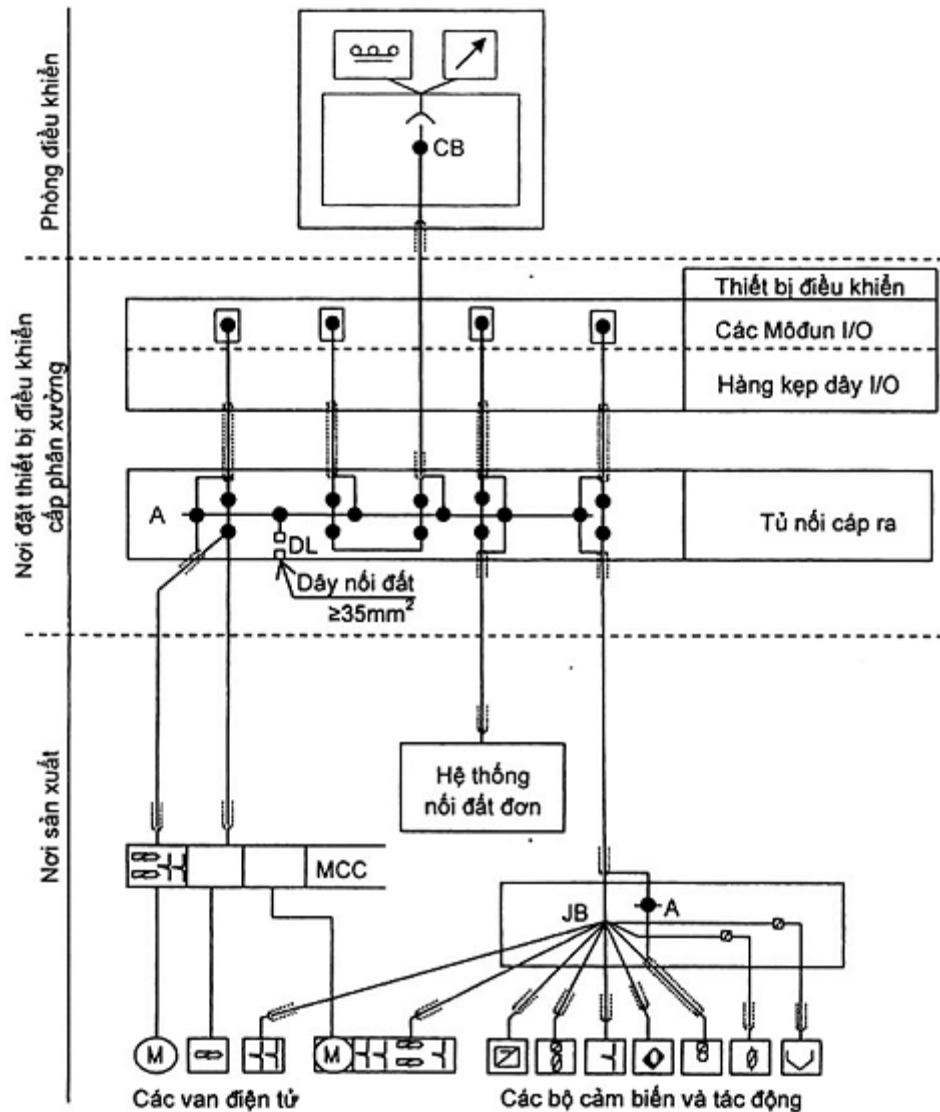 Phòng điều khiển
CB
Nơi đặt thiết bị điều khiển
cáp phân xường
Thiết bị điều khiển
Các Môđun I/O
Hàng kẹp dây I/O
A
DL
Dây nối đất
≥35mm²
Tủ nối cáp ra
Nơi sản xuất
Hệ thống
nối đất đơn
MCC
JB
A
M
M
Các van điện tử
Các bộ cảm biến và tác động